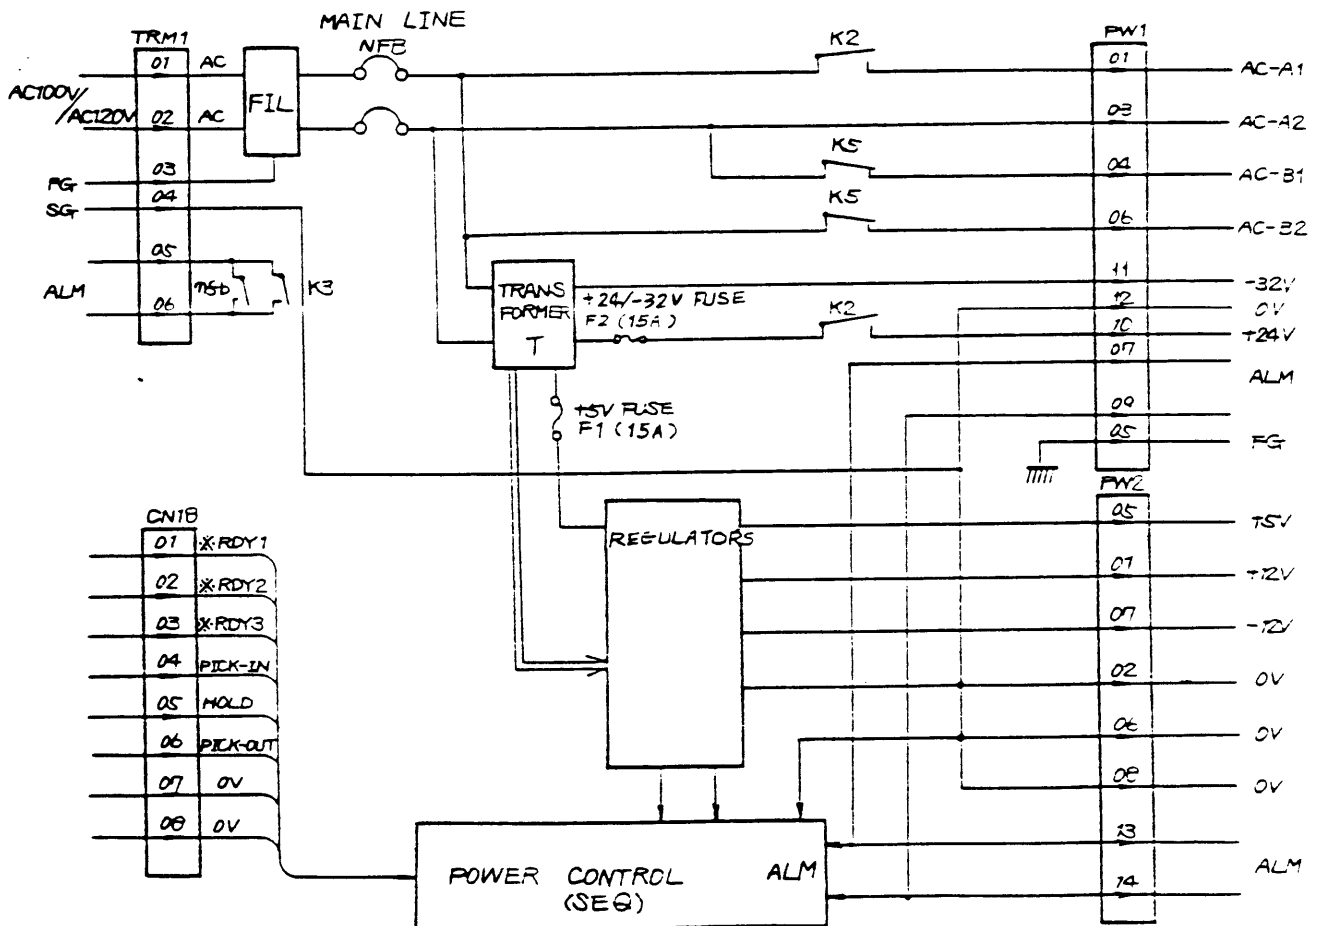 MAIN LINE
TRM1
NFB
K2
PW1
01 AC
01
AC-A1
AC100V
/AC120V
FIL
02 AC
03
AC-A2
K5
04
AC-B1
03
FG
04
SG
K5
06
AC-B2
05
ALM
nfb
K3
06
11
-32V
TRANS
FORMER
T
+24/-32V FUSE
F2 (15A)
K2
12
0V
10
+24V
07
ALM
+5V FUSE
F1 (15A)
09
05
FG
PW2
CN18
05
+5V
REGULATORS
01 ※RDY1
02 ※RDY2
03 ※RDY3
04 PICK-IN
05 HOLD
06 PICK-OUT
07 0V
08 0V
+12V
07
-12V
02
0V
06
0V
08
0V
13
ALM
14
POWER CONTROL
(SEQ)
ALM